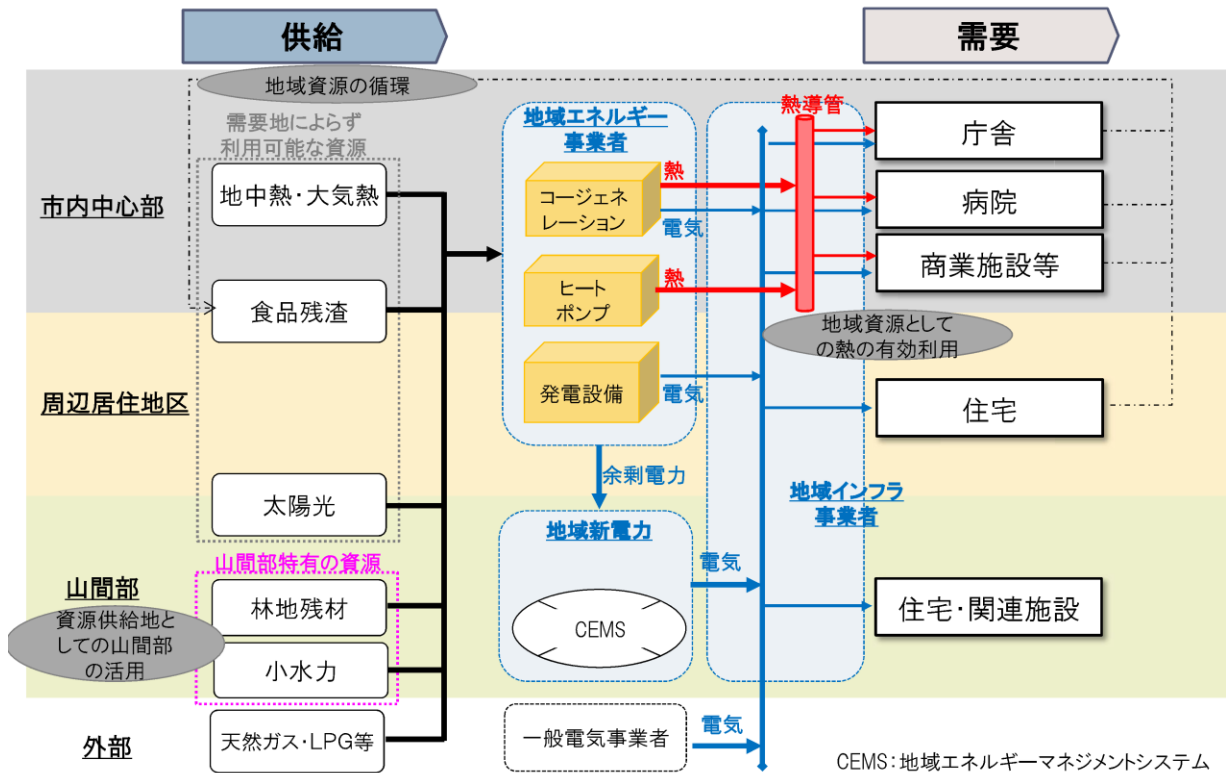 供給
需要
地域資源の循環
需要地によらず
利用可能な資源
地域エネルギー
事業者
熱導管
市内中心部
地中熱・大気熱
コージェネ
レーション
熱
電気
庁舎
病院
商業施設等
食品残渣
ヒート
ポンプ
熱
地域資源として
の熱の有効利用
周辺居住地区
発電設備
電気
住宅
余剰電力
太陽光
地域インフラ
事業者
地域新電力
山間部特有の資源
電気
山間部
林地残材
資源供給地と
しての山間部
の活用
CEMS
住宅・関連施設
小水力
外部
天然ガス・LPG等
一般電気事業者
電気
CEMS：地域エネルギーマネジメントシステム